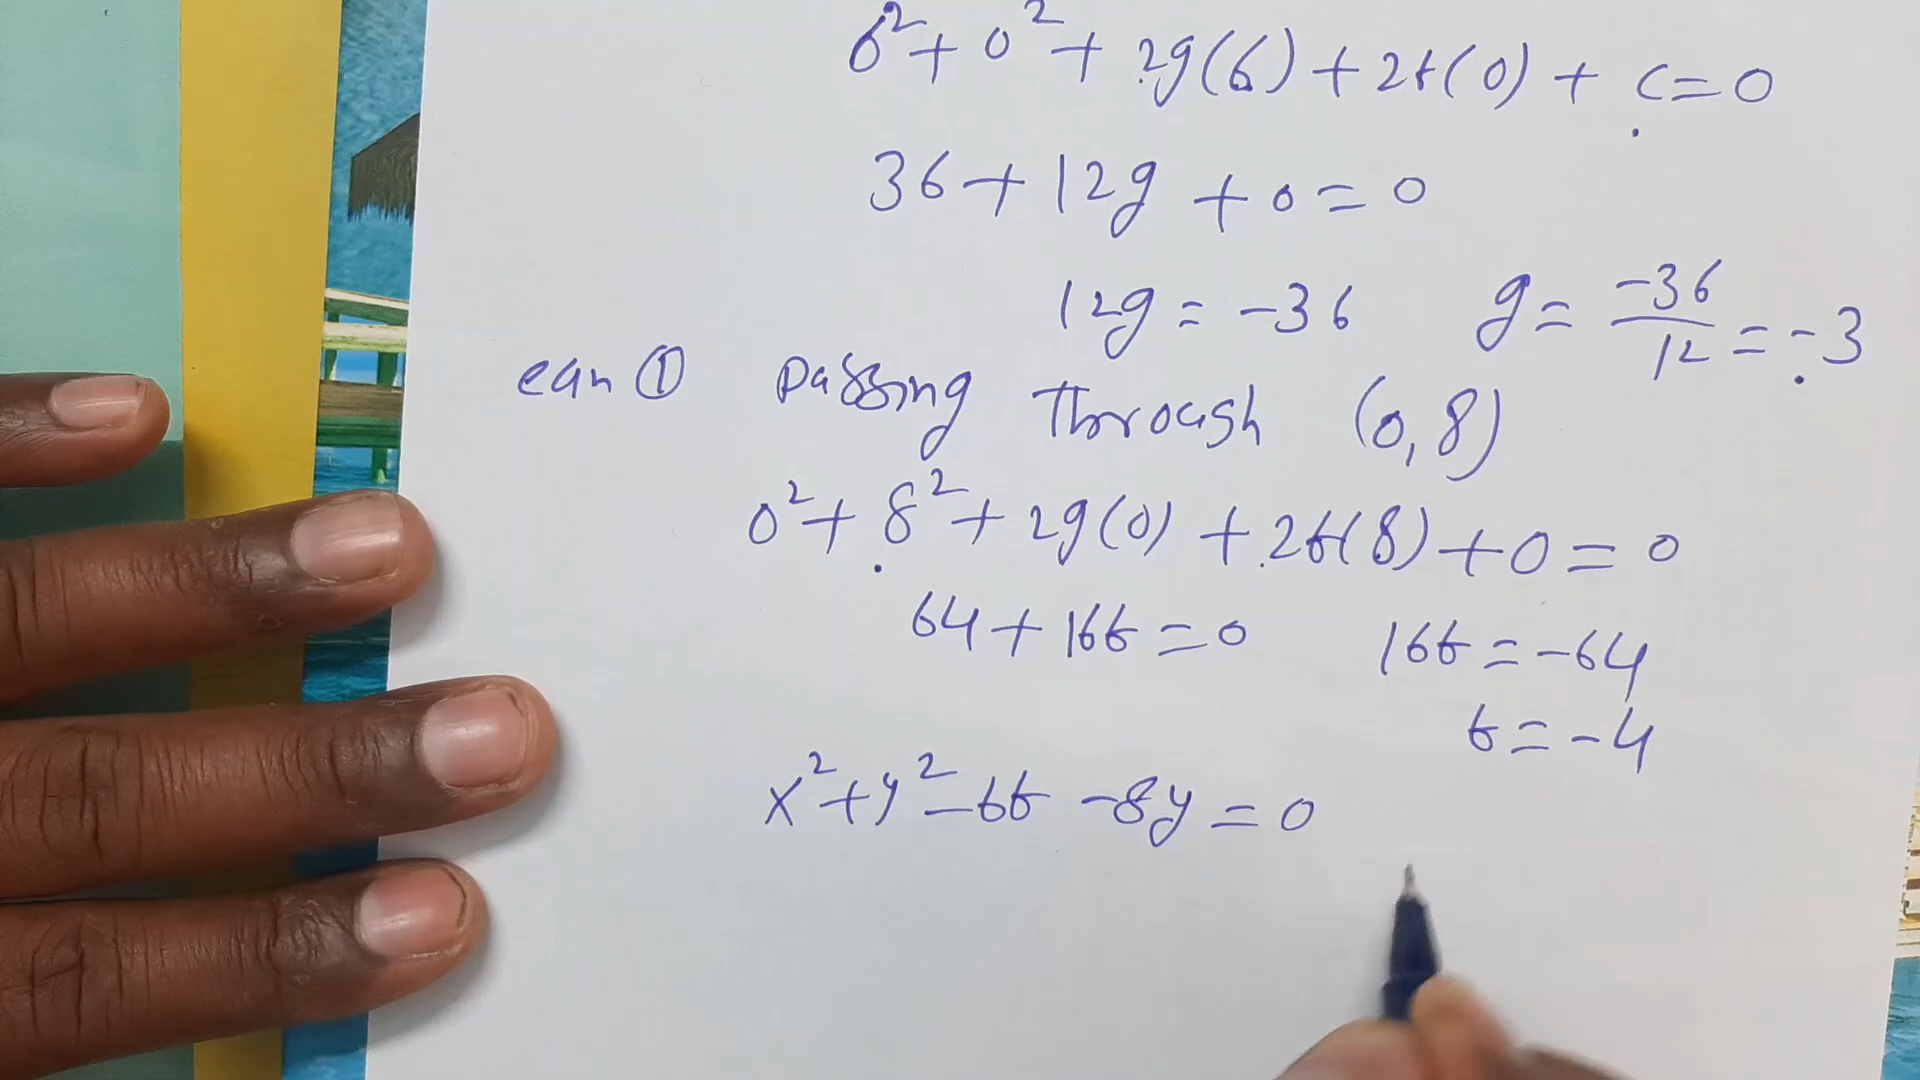 6² + 0² + 2g(6) + 2f(0) + c = 0
36 + 12g + 0 = 0
12g = -36 g = -36/12 = -3
eqn ① passing through (0, 8)
0² + 8² + 2g(0) + 2f(8) + 0 = 0
64 + 16f = 0 16f = -64
f = -4
x² + y² - 6f - 8y = 0